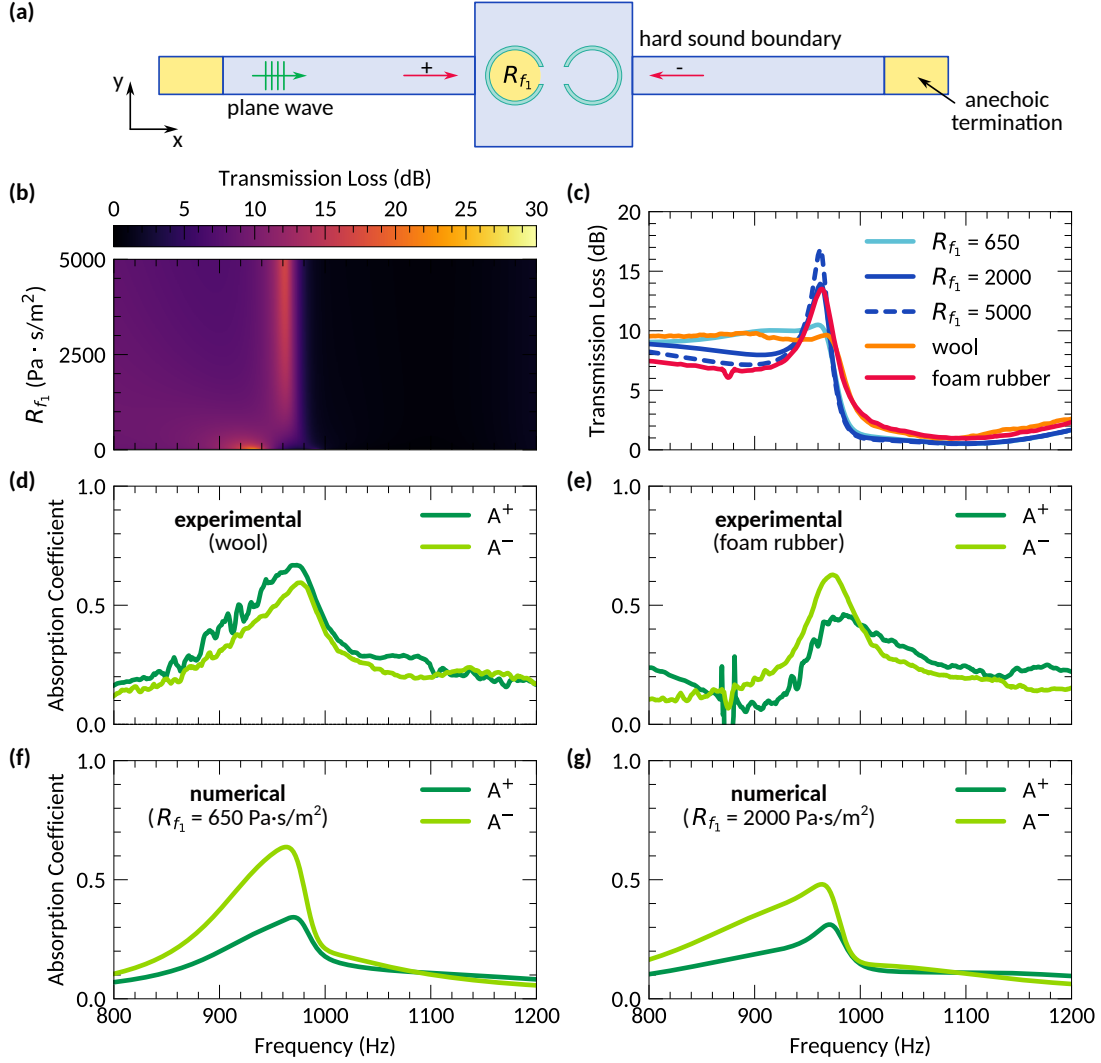 (a)
hard sound boundary
+
R_f₁
-
y
plane wave
x
anechoic
termination
(b)
Transmission Loss (dB)
0 5 10 15 20 25 30
5000
2500
0
R_f₁ (Pa · s/m²)
(c)
20
15
10
5
0
Transmission Loss (dB)
R_f₁ = 650
R_f₁ = 2000
R_f₁ = 5000
wool
foam rubber
(d)
1.0
0.5
0.0
Absorption Coefficient
experimental
(wool)
A⁺
A⁻
(e)
1.0
0.5
0.0
experimental
(foam rubber)
A⁺
A⁻
(f)
1.0
0.5
0.0
Absorption Coefficient
numerical
(R_f₁ = 650 Pa·s/m²)
A⁺
A⁻
800 900 1000 1100 1200
Frequency (Hz)
(g)
1.0
0.5
0.0
numerical
(R_f₁ = 2000 Pa·s/m²)
A⁺
A⁻
800 900 1000 1100 1200
Frequency (Hz)